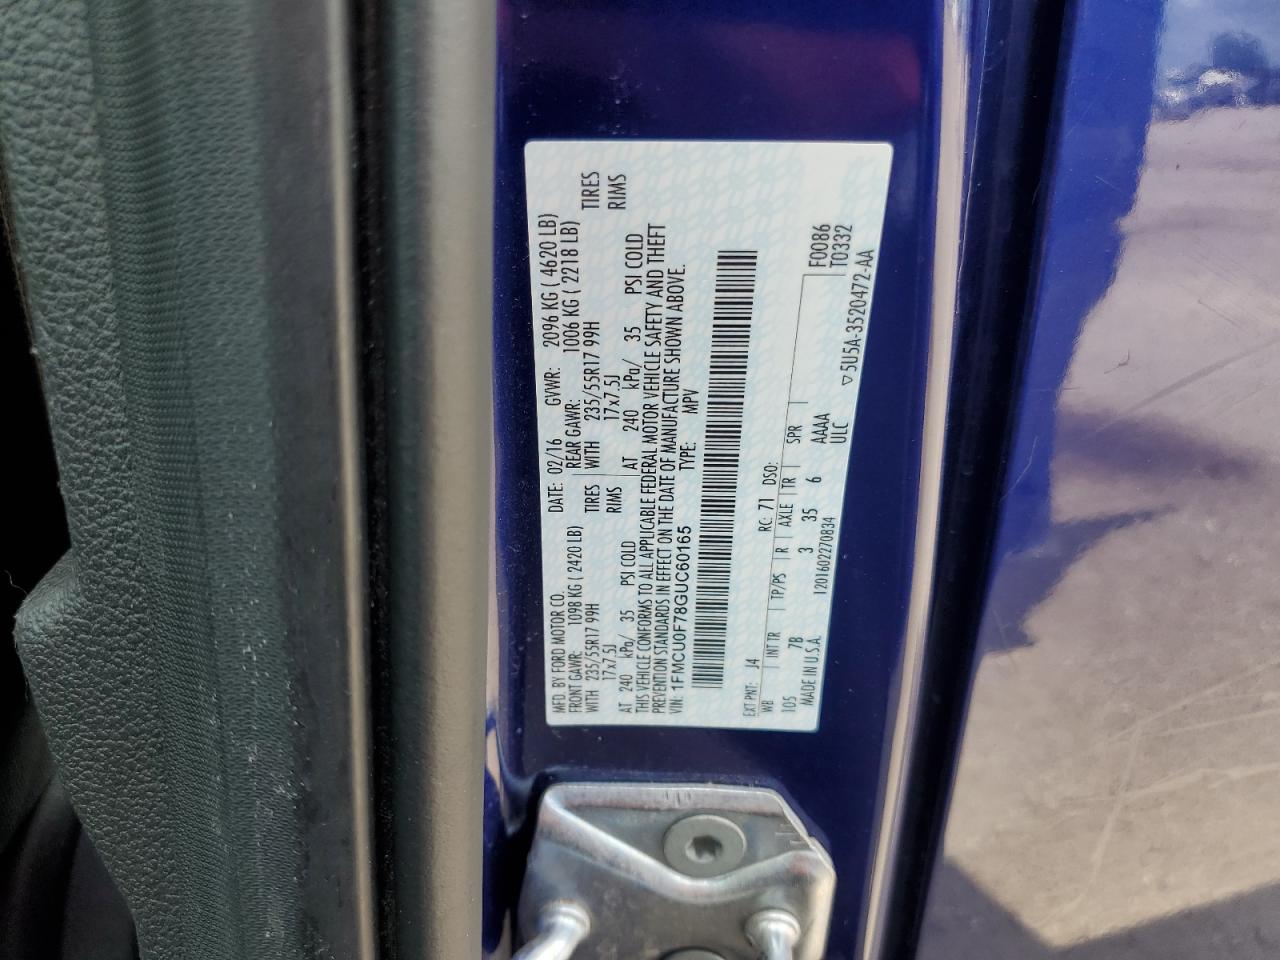 MFD. BY FORD MOTOR CO.
DATE: 02/16 GVWR: 2096 KG ( 4620 LB)
FRONT GAWR: 1098 KG ( 2420 LB) REAR GAWR: 1006 KG ( 2218 LB)
WITH 235/55R17 99H TIRES WITH 235/55R17 99H TIRES
17x7.5J RIMS 17x7.5J RIMS
AT 240 kPa/ 35 PSI COLD AT 240 kPa/ 35 PSI COLD
THIS VEHICLE CONFORMS TO ALL APPLICABLE FEDERAL MOTOR VEHICLE SAFETY AND THEFT
PREVENTION STANDARDS IN EFFECT ON THE DATE OF MANUFACTURE SHOWN ABOVE.
VIN: 1FMCU0F78GUC60165 TYPE: MPV
EXT PNT: J4 RC: 71 DSO:
WB INT TR TP/PS R AXLE TR SPR F0086
105 7B 3 35 6 AAAA T0332
ULC
MADE IN U.S.A. 1201602270834 ▽5U5A-3520472-AA